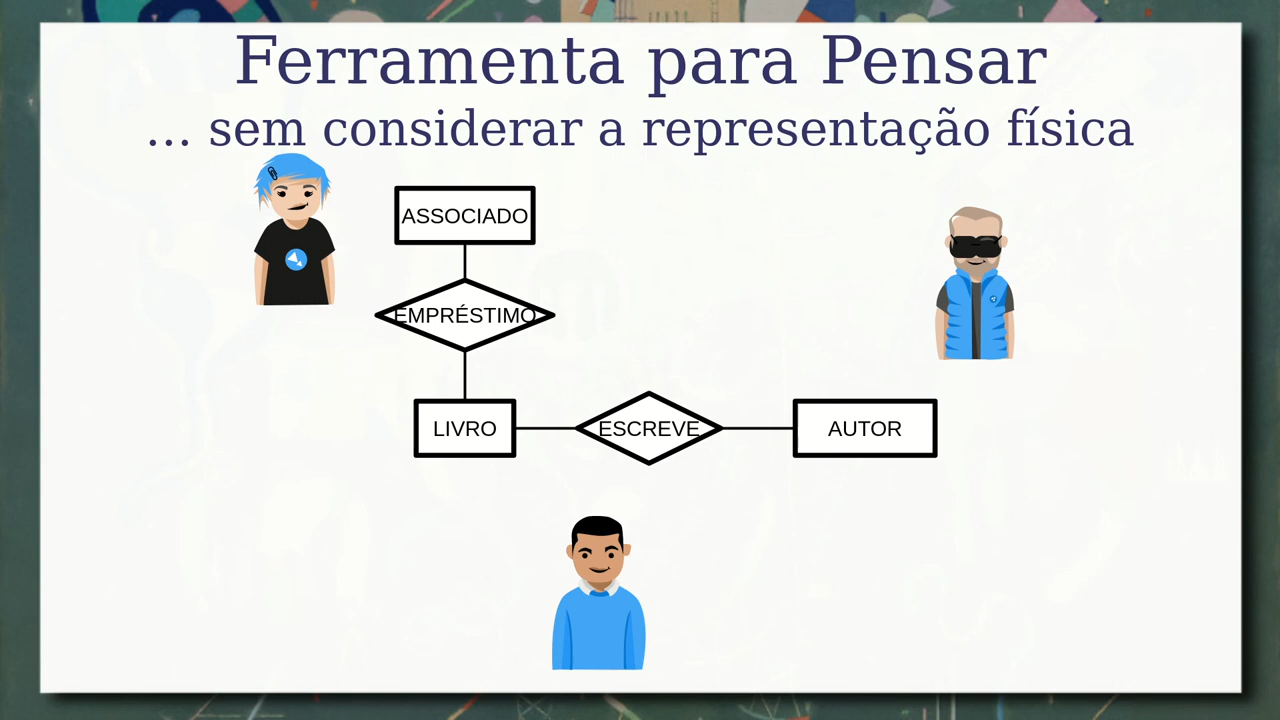 Ferramenta para Pensar
... sem considerar a representação física
ASSOCIADO
EMPRÉSTIMO
LIVRO
ESCREVE
AUTOR